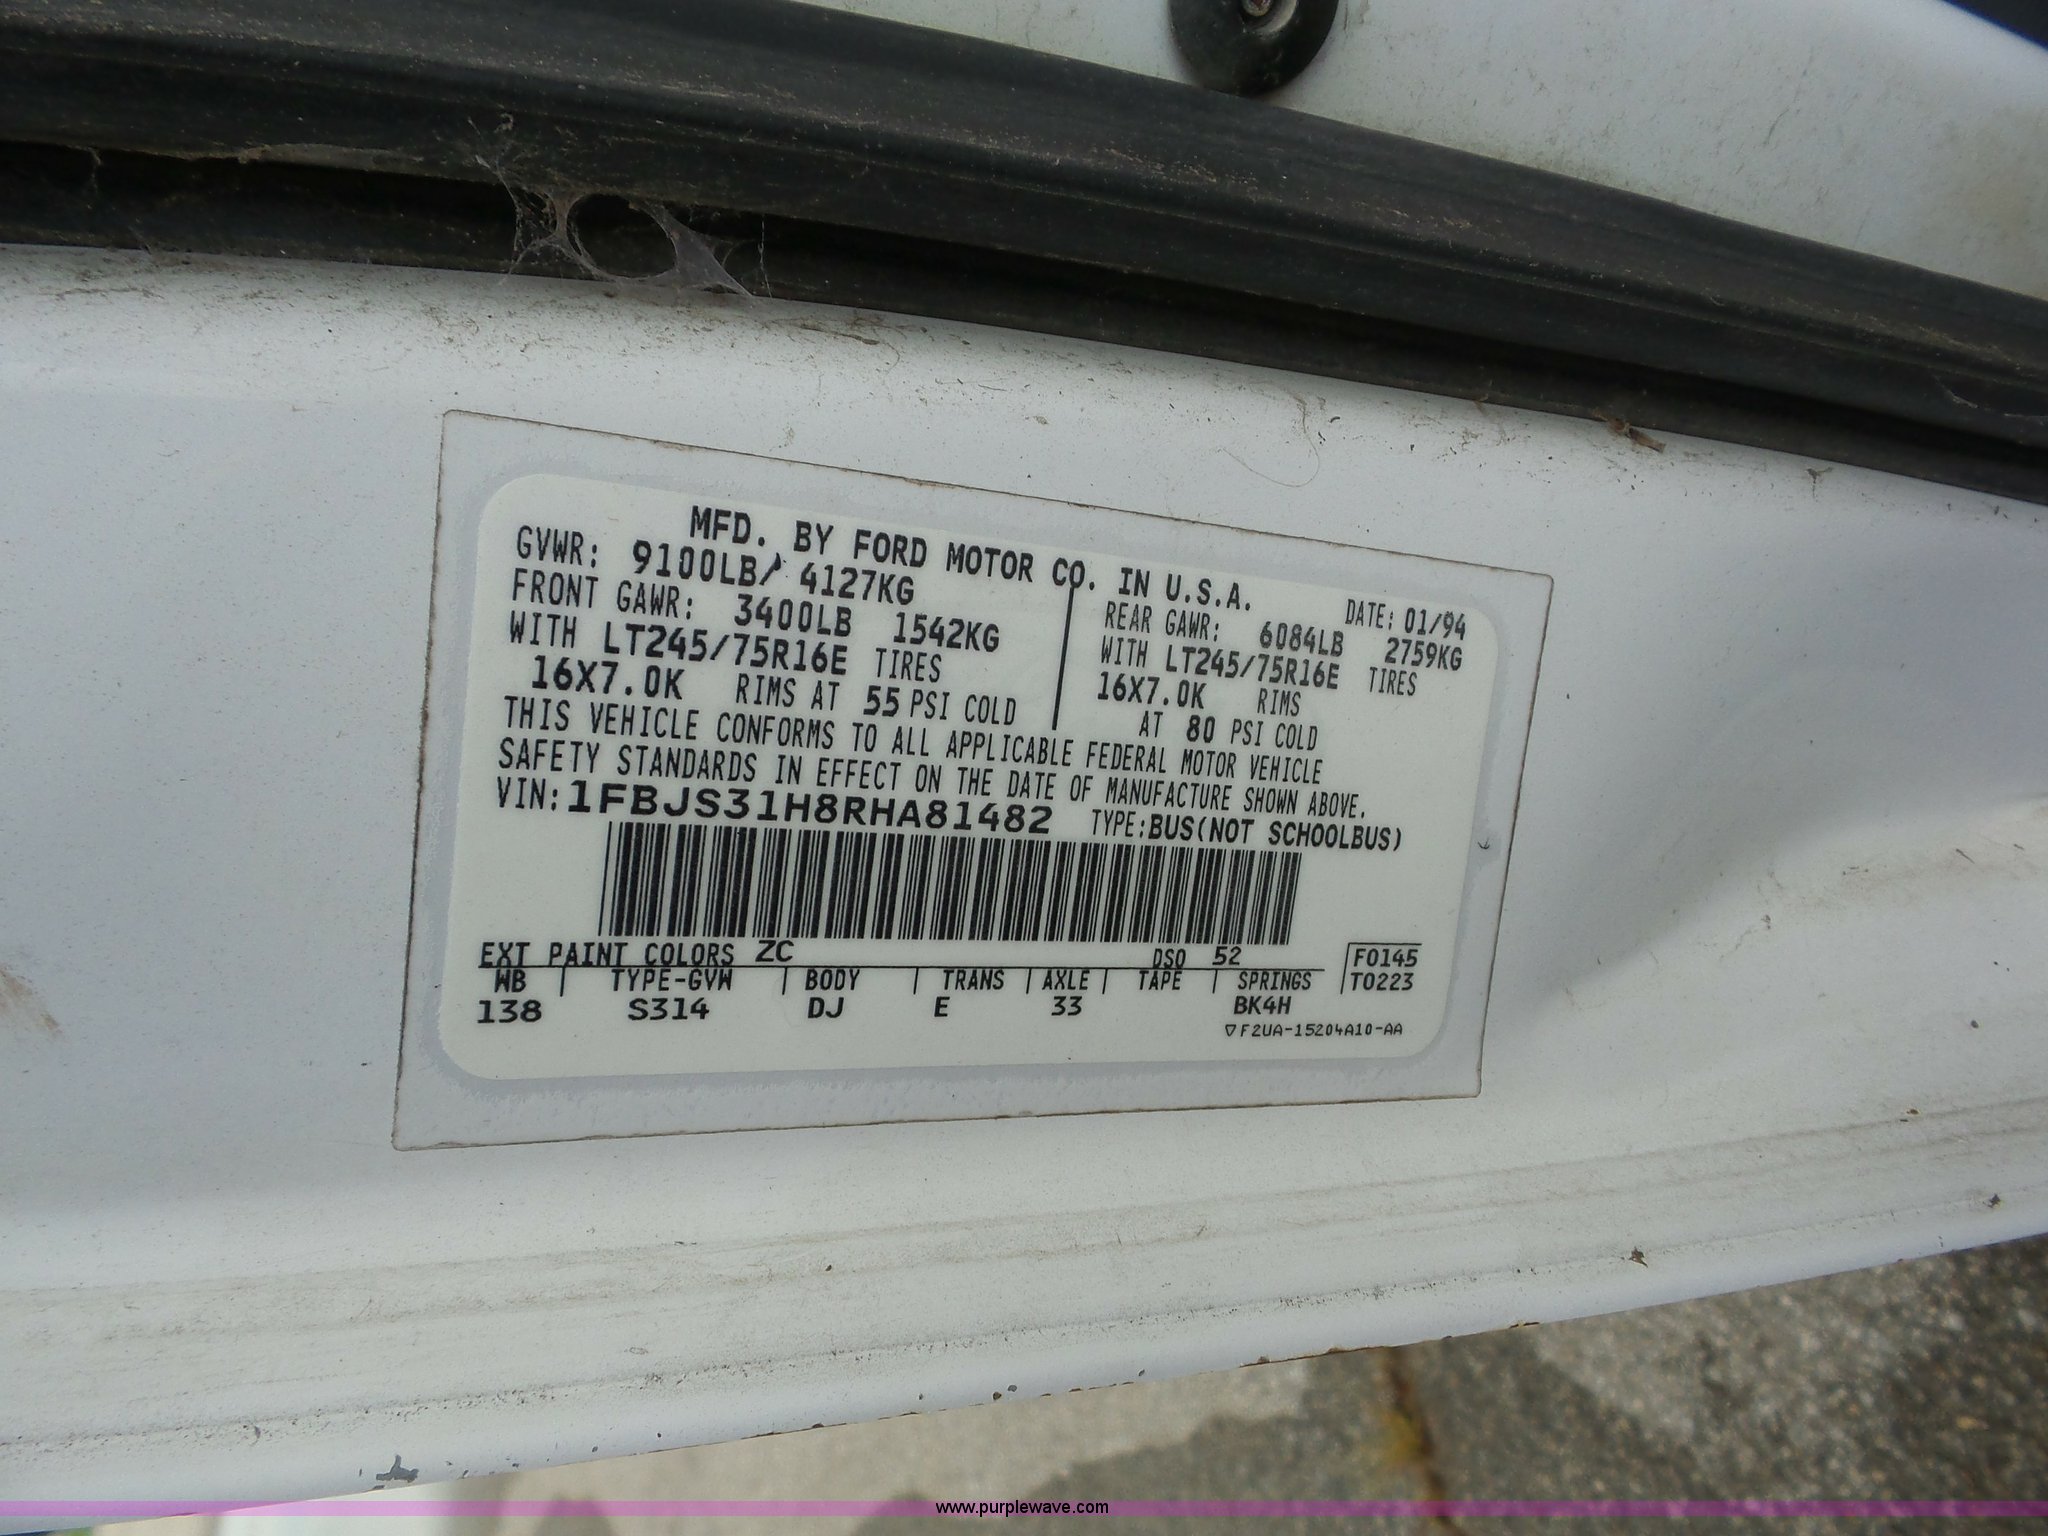 MFD. BY FORD MOTOR CO. IN U.S.A.
DATE: 01/94
GVWR: 9100LB/ 4127KG
FRONT GAWR: 3400LB 1542KG
WITH LT245/75R16E TIRES
16X7.0K RIMS AT 55 PSI COLD
REAR GAWR: 6084LB 2759KG
WITH LT245/75R16E TIRES
16X7.0K RIMS
AT 80 PSI COLD
THIS VEHICLE CONFORMS TO ALL APPLICABLE FEDERAL MOTOR VEHICLE
SAFETY STANDARDS IN EFFECT ON THE DATE OF MANUFACTURE SHOWN ABOVE.
VIN: 1FBJS31H8RHA81482 TYPE: BUS(NOT SCHOOLBUS)
EXT PAINT COLORS ZC DSO 52 F0145
WB TYPE-GVW BODY TRANS AXLE TAPE SPRINGS T0223
138 S314 DJ E 33 BK4H
▽F2UA-15204A10-AA
www.purplewave.com